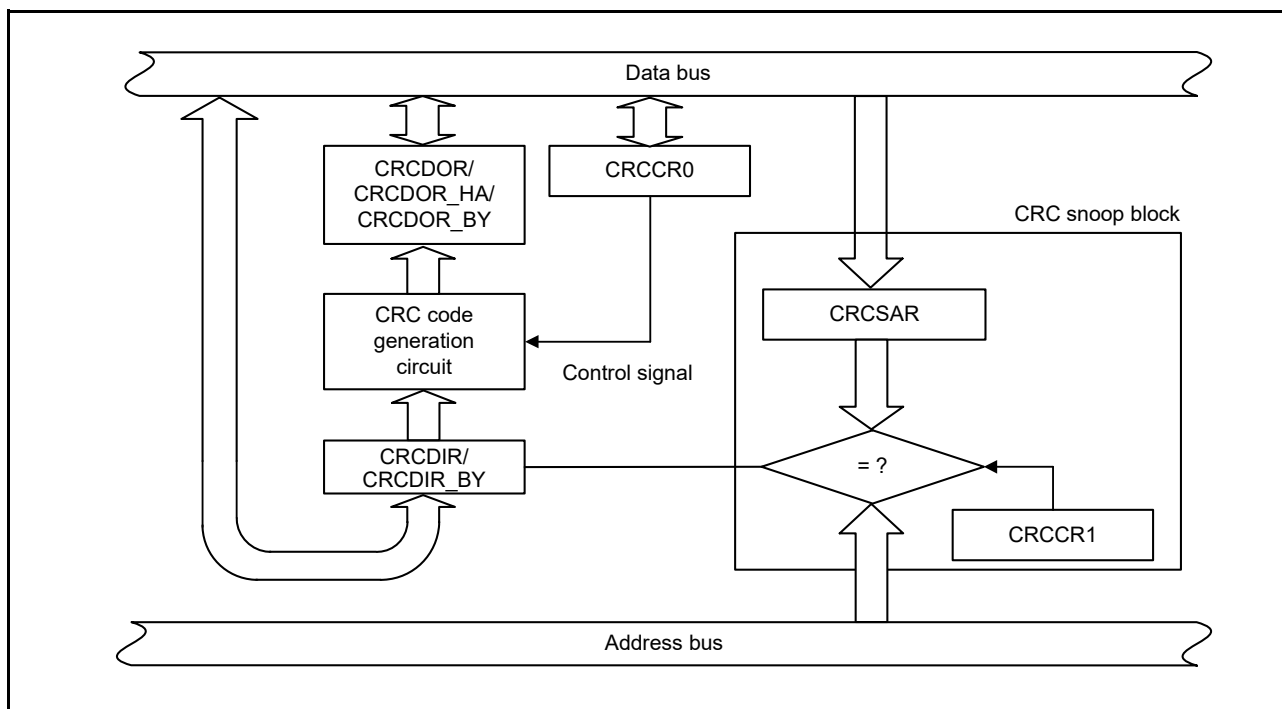 Data bus
CRCDOR/
CRCDOR_HA/
CRCDOR_BY
CRCCR0
CRC snoop block
CRCSAR
CRC code
generation
circuit
Control signal
CRCDIR/
CRCDIR_BY
= ?
CRCCR1
Address bus